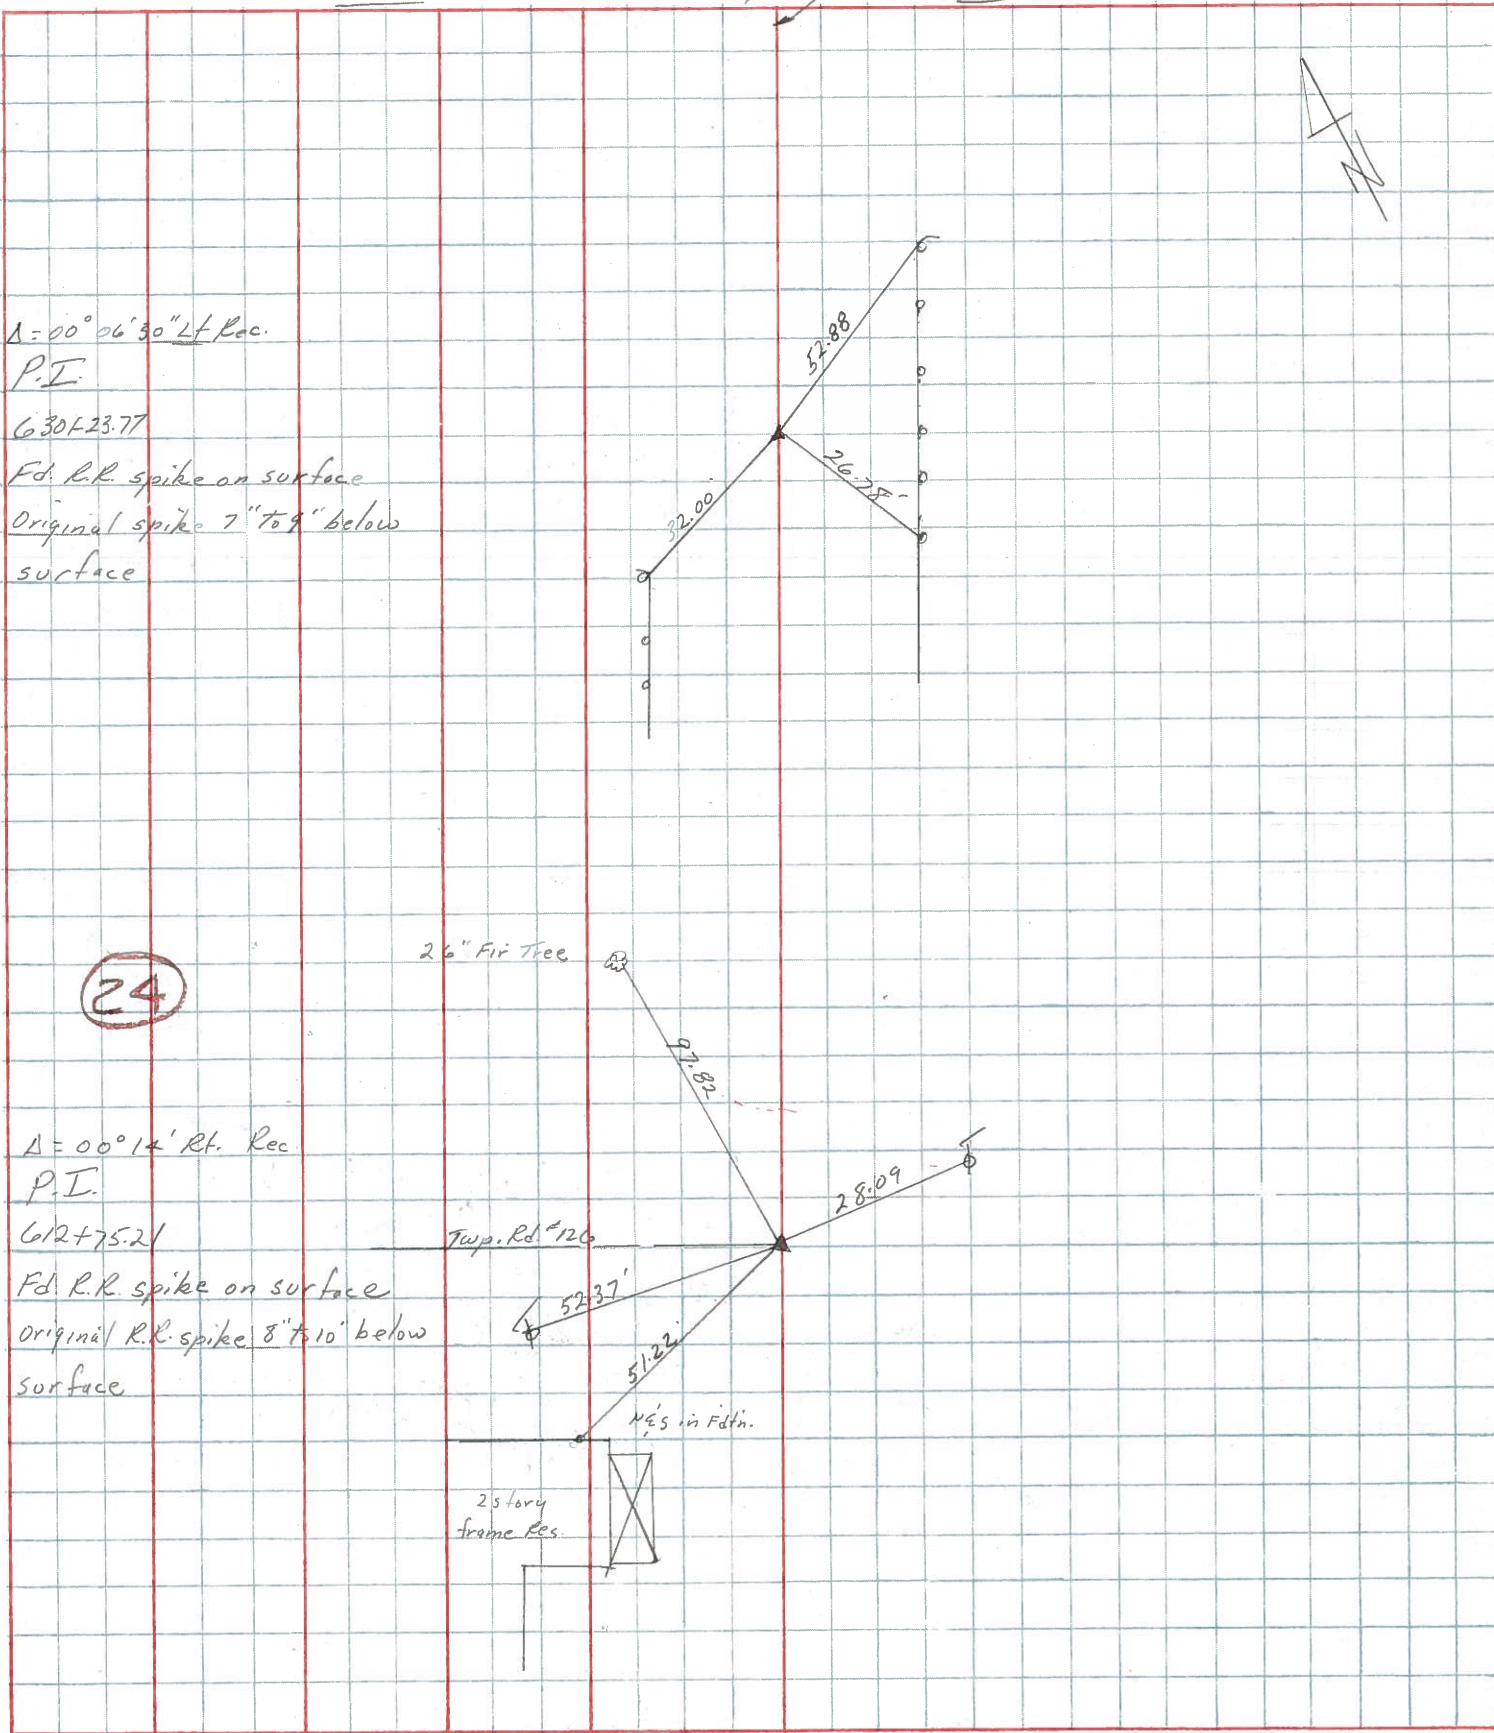 N
Δ = 00° 06' 30" Lt Rec.
P.I.
630+23.77
Fd. R.R. spike on surface
Original spike 7" to 9" below
surface
52.88
26.78
32.00
24
26" Fir Tree
97.82
Δ = 00° 14' Rt. Rec.
P.I.
612+75.21
Fd. R.R. spike on surface
Original R.R. spike 8" to 10" below
surface
28.09
Twp. Rd. #126
52.37'
51.22'
N&S in Fdtn.
2 story
frame Res.